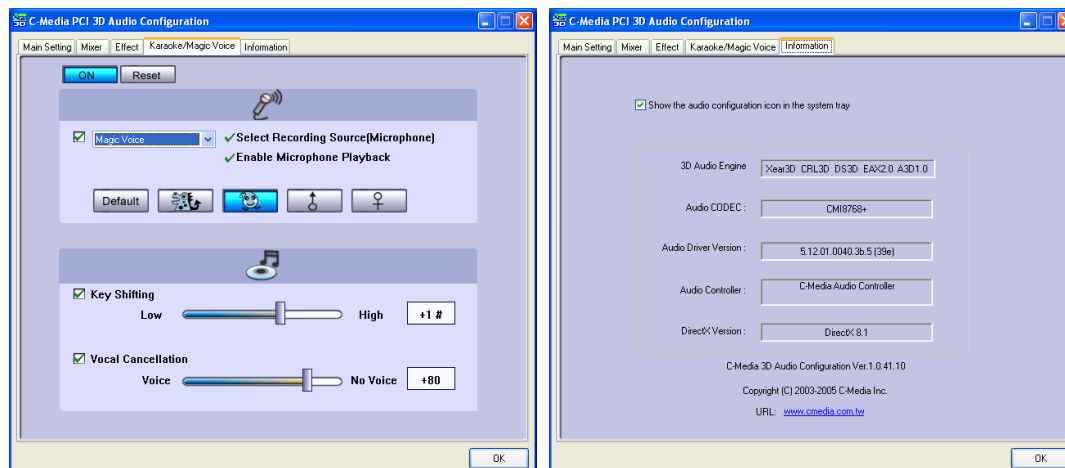 C-Media PCI 3D Audio Configuration
Main Setting Mixer Effect Karaoke/Magic Voice Information
ON Reset
Magic Voice
Select Recording Source(Microphone)
Enable Microphone Playback
Default
Key Shifting
Low High +1 #
Vocal Cancellation
Voice No Voice +80
OK
C-Media PCI 3D Audio Configuration
Main Setting Mixer Effect Karaoke/Magic Voice Information
Show the audio configuration icon in the system tray
3D Audio Engine Xear3D CRL3D DS3D EAX2.0 A3D1.0
Audio CODEC : CMI8768+
Audio Driver Version : 5.12.01.0040.3b.5 (39e)
Audio Controller : C-Media Audio Controller
DirectX Version : DirectX 8.1
C-Media 3D Audio Configuration Ver.1.0.41.10
Copyright (C) 2003-2005 C-Media Inc.
URL: www.cmedia.com.tw
OK